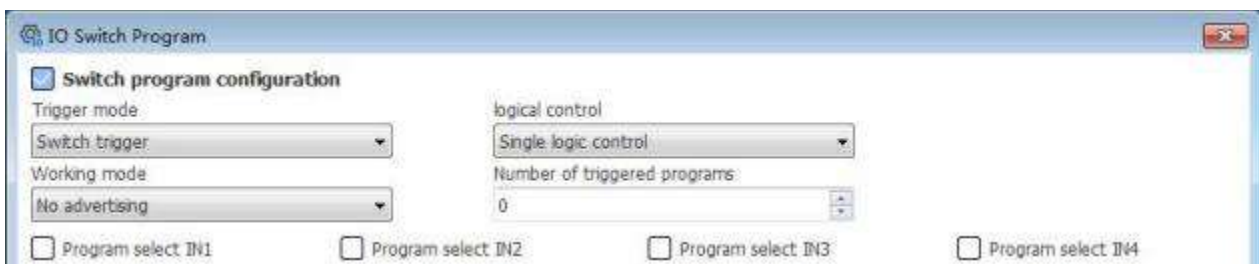 IO Switch Program
Switch program configuration
Trigger mode logical control
Switch trigger Single logic control
Working mode Number of triggered programs
No advertising 0
Program select IN1 Program select IN2 Program select IN3 Program select IN4